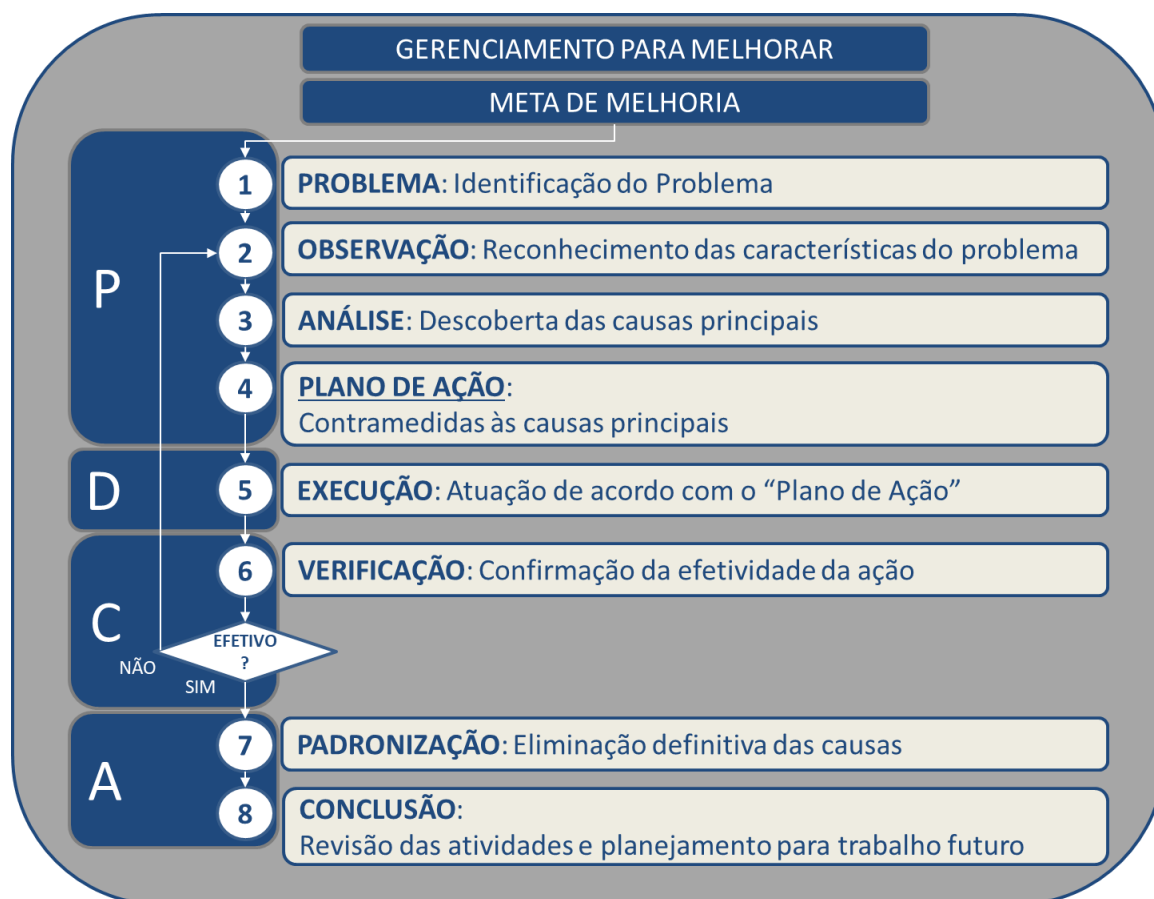 GERENCIAMENTO PARA MELHORAR
META DE MELHORIA
P
1
PROBLEMA: Identificação do Problema
2
OBSERVAÇÃO: Reconhecimento das características do problema
3
ANÁLISE: Descoberta das causas principais
4
PLANO DE AÇÃO:
Contramedidas às causas principais
D
5
EXECUÇÃO: Atuação de acordo com o “Plano de Ação”
C
6
VERIFICAÇÃO: Confirmação da efetividade da ação
EFETIVO
?
NÃO
SIM
A
7
PADRONIZAÇÃO: Eliminação definitiva das causas
8
CONCLUSÃO:
Revisão das atividades e planejamento para trabalho futuro